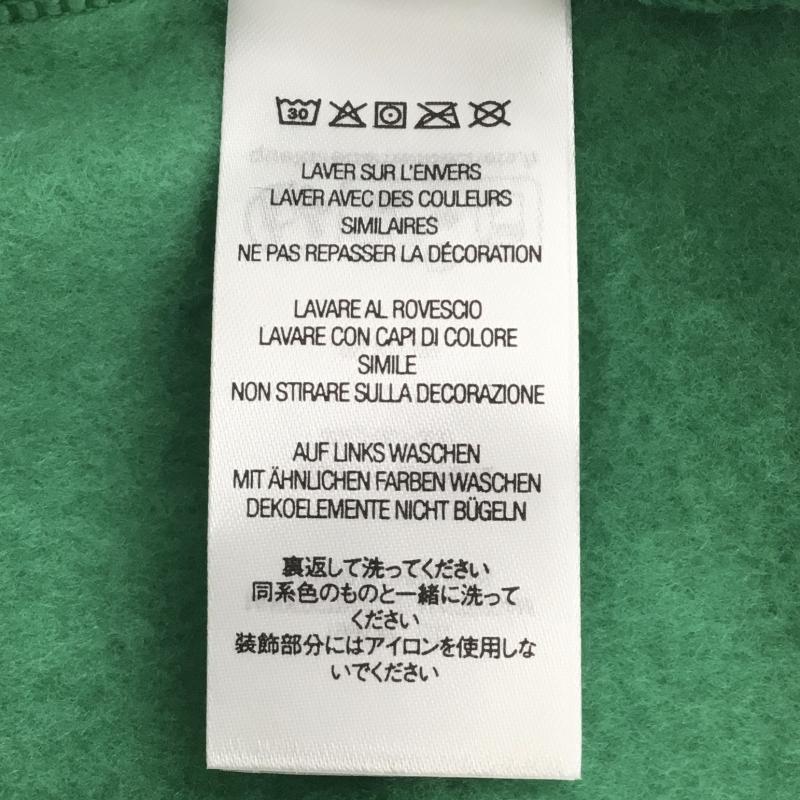 30
LAVER SUR L'ENVERS
LAVER AVEC DES COULEURS
SIMILAIRES
NE PAS REPASSER LA DÉCORATION
LAVARE AL ROVESCIO
LAVARE CON CAPI DI COLORE
SIMILE
NON STIRARE SULLA DECORAZIONE
AUF LINKS WASCHEN
MIT ÄHNLICHEN FARBEN WASCHEN
DEKOELEMENTE NICHT BÜGELN
裏返して洗ってください
同系色のものと一緒に洗って
ください
装飾部分にはアイロンを使用しな
いでください